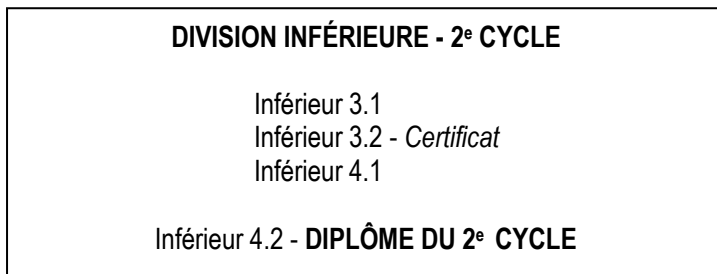 DIVISION INFÉRIEURE - 2ᵉ CYCLE
Inférieur 3.1
Inférieur 3.2 - Certificat
Inférieur 4.1
Inférieur 4.2 - DIPLÔME DU 2ᵉ CYCLE